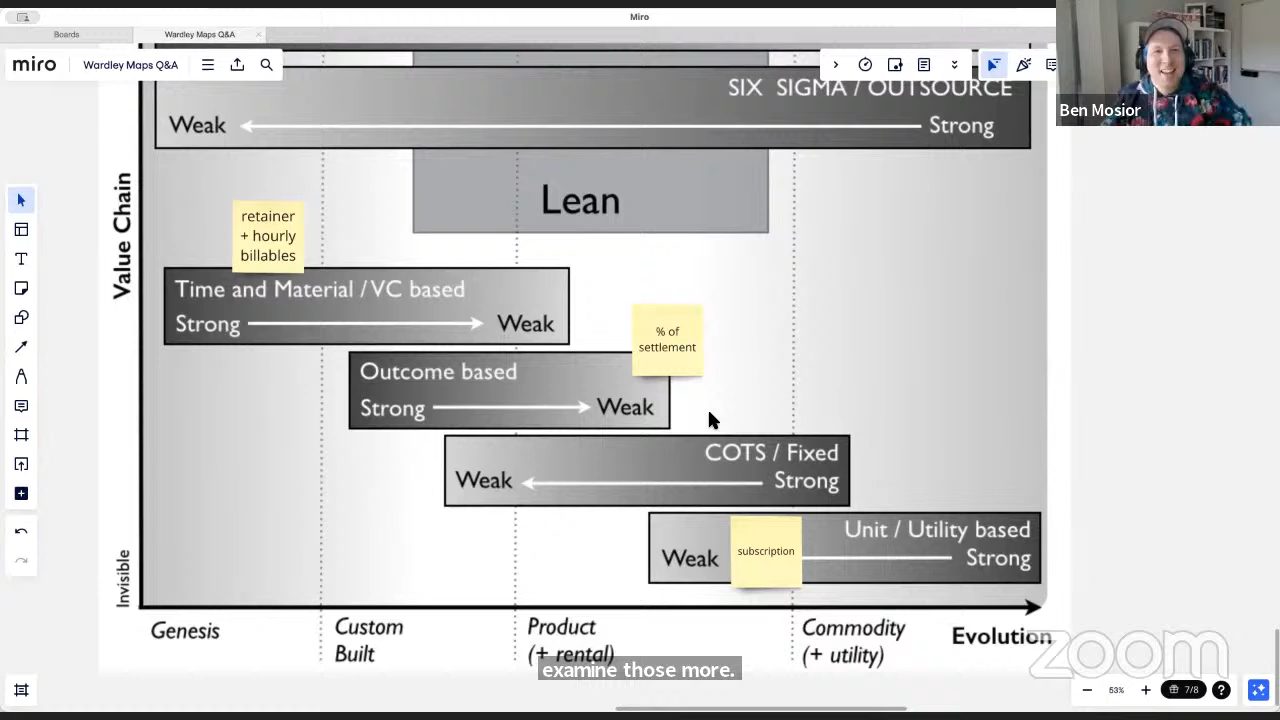 Miro
Boards
Wardley Maps Q&A
miro
Wardley Maps Q&A
Ben Mosior
SIX SIGMA / OUTSOURCE
Weak
Strong
Lean
Value Chain
retainer
+ hourly
billables
Time and Material / VC based
Strong
Weak
% of
settlement
Outcome based
Strong
Weak
COTS / Fixed
Weak
Strong
Unit / Utility based
Weak
subscription
Strong
Invisible
Genesis
Custom
Built
Product
(+ rental)
Commodity
(+ utility)
Evolution
examine those more.
zoom
53%
7/8